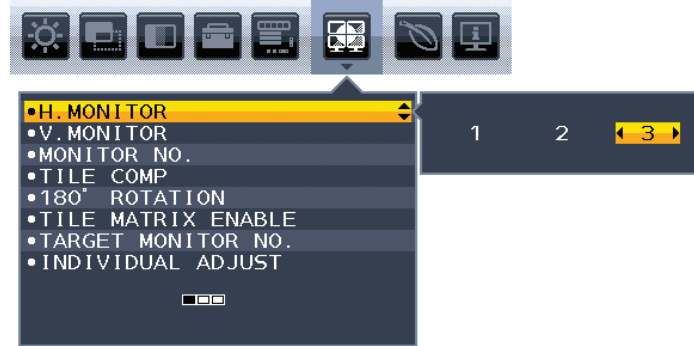 •H.MONITOR
1 2 3
•V.MONITOR
•MONITOR NO.
•TILE COMP
•180° ROTATION
•TILE MATRIX ENABLE
•TARGET MONITOR NO.
•INDIVIDUAL ADJUST